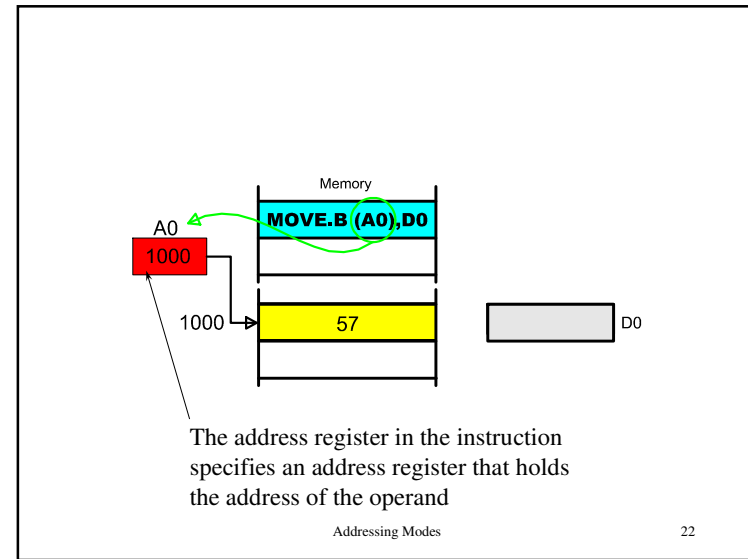 Memory
MOVE.B (A0),D0
A0
1000
1000
57
D0
The address register in the instruction
specifies an address register that holds
the address of the operand
Addressing Modes
22